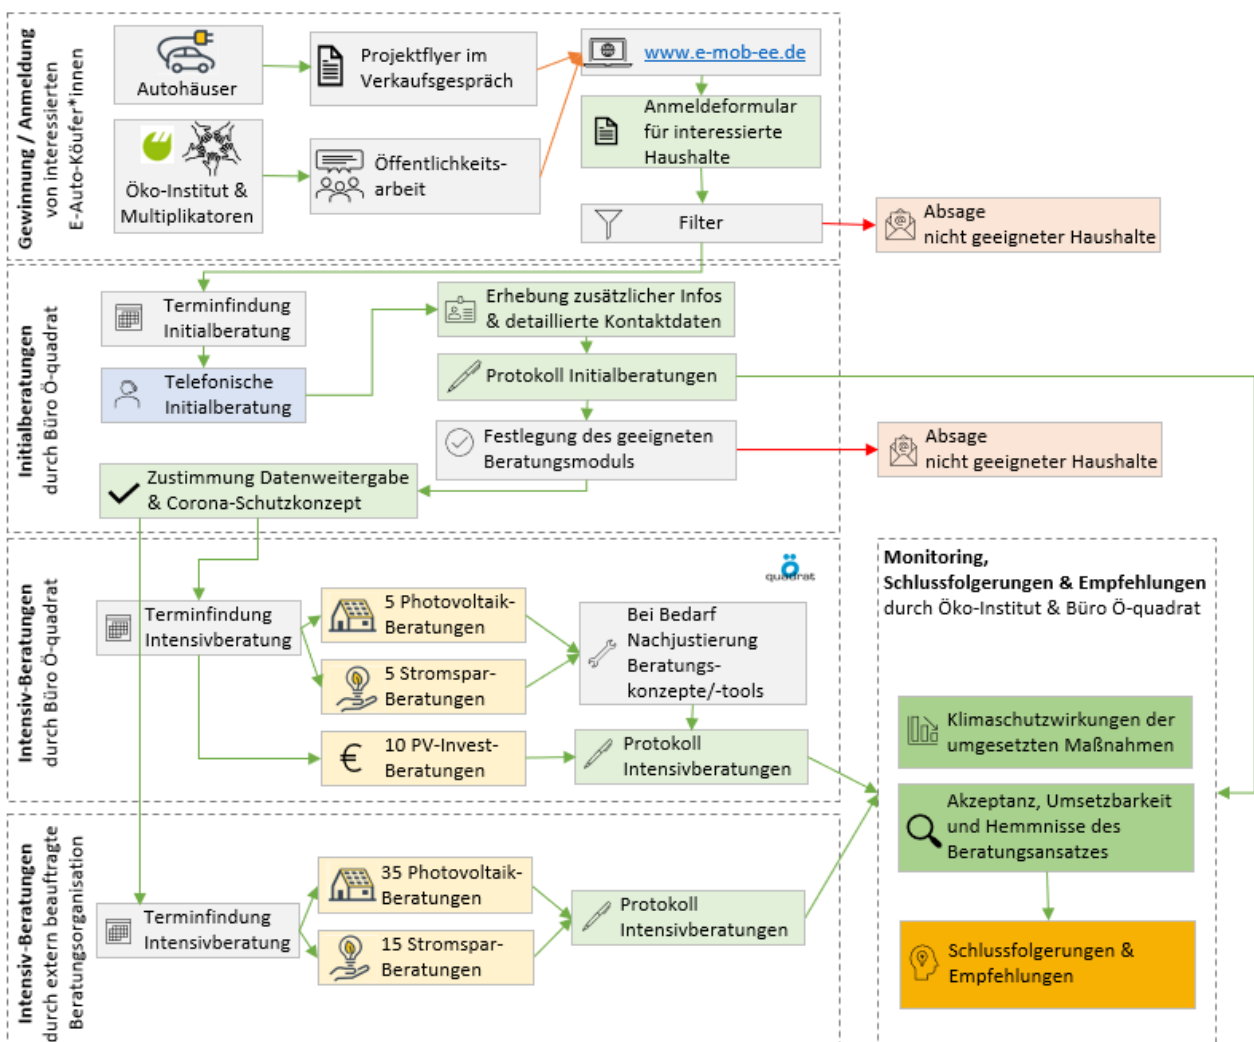 Gewinnung / Anmeldung
von interessierten
E-Auto-Köufer*Innen
Autohäuser
Projektflyer im
Verkaufsgespräch
www.e-mob-ee.de
Anmeldeformular
für interessierte
Haushalte
Öko-Institut &
Multiplikatoren
Öffentlichkeits-
arbeit
Filter
Absage
nicht geeigneter Haushalte
Initialberatungen
durch Büro Ö-quadrat
Terminfindung
Initialberatung
Erhebung zusätzlicher Infos
& detaillierte Kontaktdaten
Telefonische
Initialberatung
Protokoll Initialberatungen
Festlegung des geeigneten
Beratungsmoduls
Absage
nicht geeigneter Haushalte
Zustimmung Datenweitergabe
& Corona-Schutzkonzept
Intensiv-Beratungen
durch Büro Ö-quadrat
ö
quadrat
Terminfindung
Intensivberatung
5 Photovoltaik-
Beratungen
5 Stromspar-
Beratungen
10 PV-Invest-
Beratungen
€
Bei Bedarf
Nachjustierung
Beratungs-
konzepte/-tools
Protokoll
Intensivberatungen
Intensiv-Beratungen
durch extern beauftragte
Beratungsorganisation
Terminfindung
Intensivberatung
35 Photovoltaik-
Beratungen
15 Stromspar-
Beratungen
Protokoll
Intensivberatungen
Monitoring,
Schlussfolgerungen & Empfehlungen
durch Öko-Institut & Büro Ö-quadrat
Klimaschutzwirkungen der
umgesetzten Maßnahmen
Akzeptanz, Umsetzbarkeit
und Hemmnisse des
Beratungsansatzes
Schlussfolgerungen &
Empfehlungen